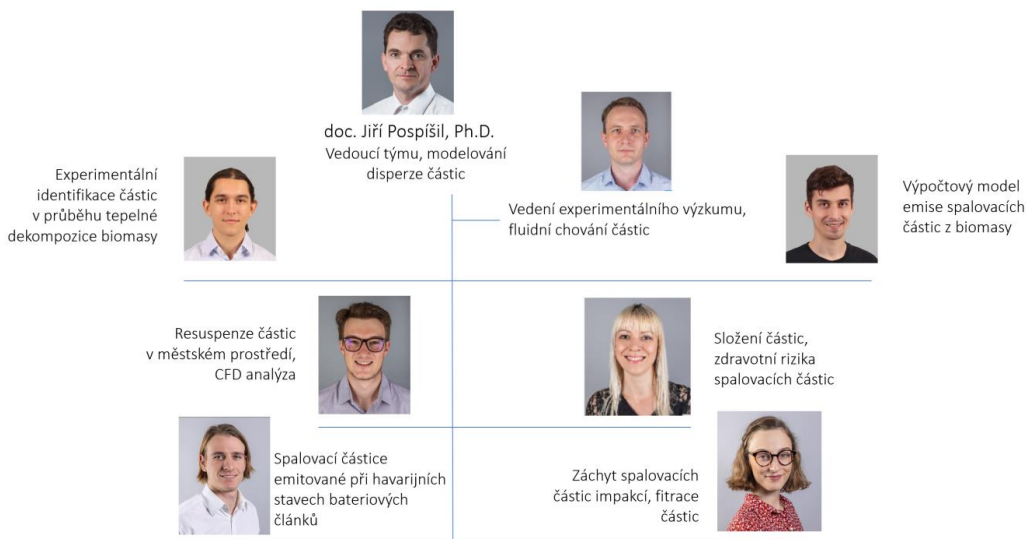 doc. Jiří Pospíšil, Ph.D.
Vedoucí týmu, modelování
disperze částic
Experimentální
identifikace částic
v průběhu tepelné
dekompozice biomasy
Vedení experimentálního výzkumu,
fluidní chování částic
Výpočtový model
emise spalovacích
částic z biomasy
Resuspenze částic
v městském prostředí,
CFD analýza
Složení částic,
zdravotní rizika
spalovacích částic
Spalovací částice
emitované při havarijních
stavech bateriových
článků
Záchyt spalovacích
částic impakcí, fitrace
částic